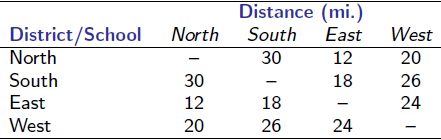 Distance (mi.)
District/School North South East West
North – 30 12 20
South 30 – 18 26
East 12 18 – 24
West 20 26 24 –